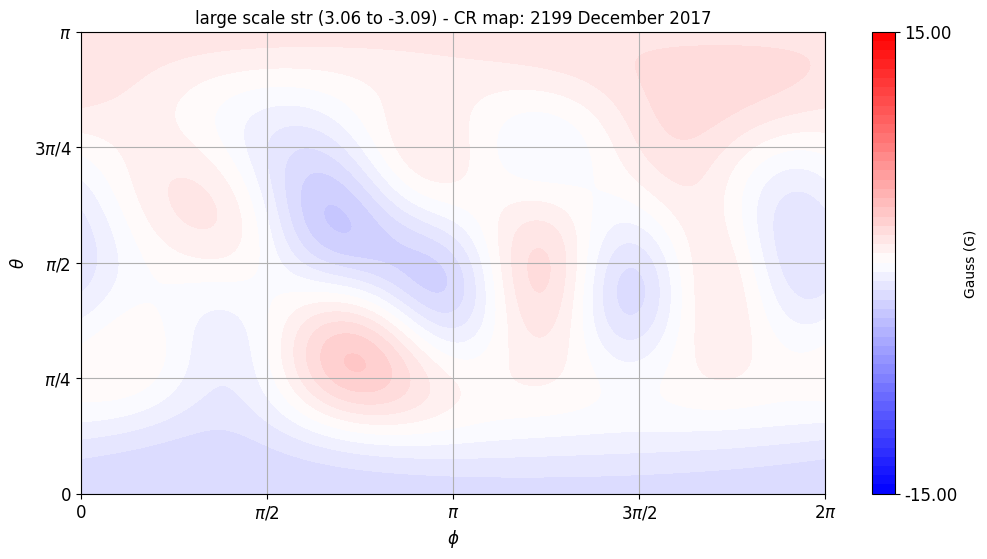 large scale str (3.06 to -3.09) - CR map: 2199 December 2017
π
3π/4
π/2
π/4
0
θ
0
π/2
π
3π/2
2π
ϕ
15.00
-15.00
Gauss (G)